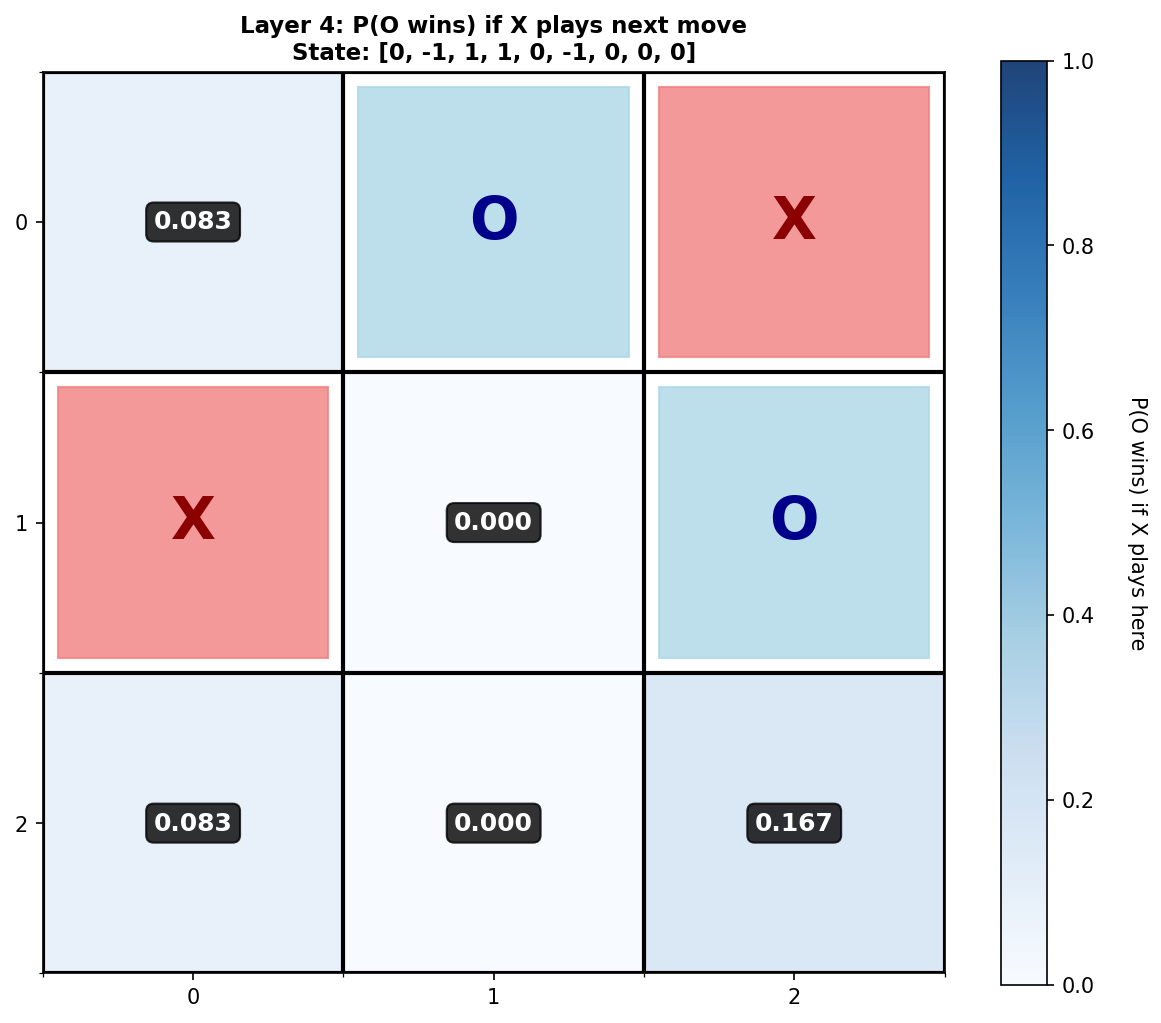 Layer 4: P(O wins) if X plays next move
State: [0, -1, 1, 1, 0, -1, 0, 0, 0]
0
0.083
O
X
1
X
0.000
O
2
0.083
0.000
0.167
0
1
2
1.0
0.8
0.6
0.4
0.2
0.0
P(O wins) if X plays here